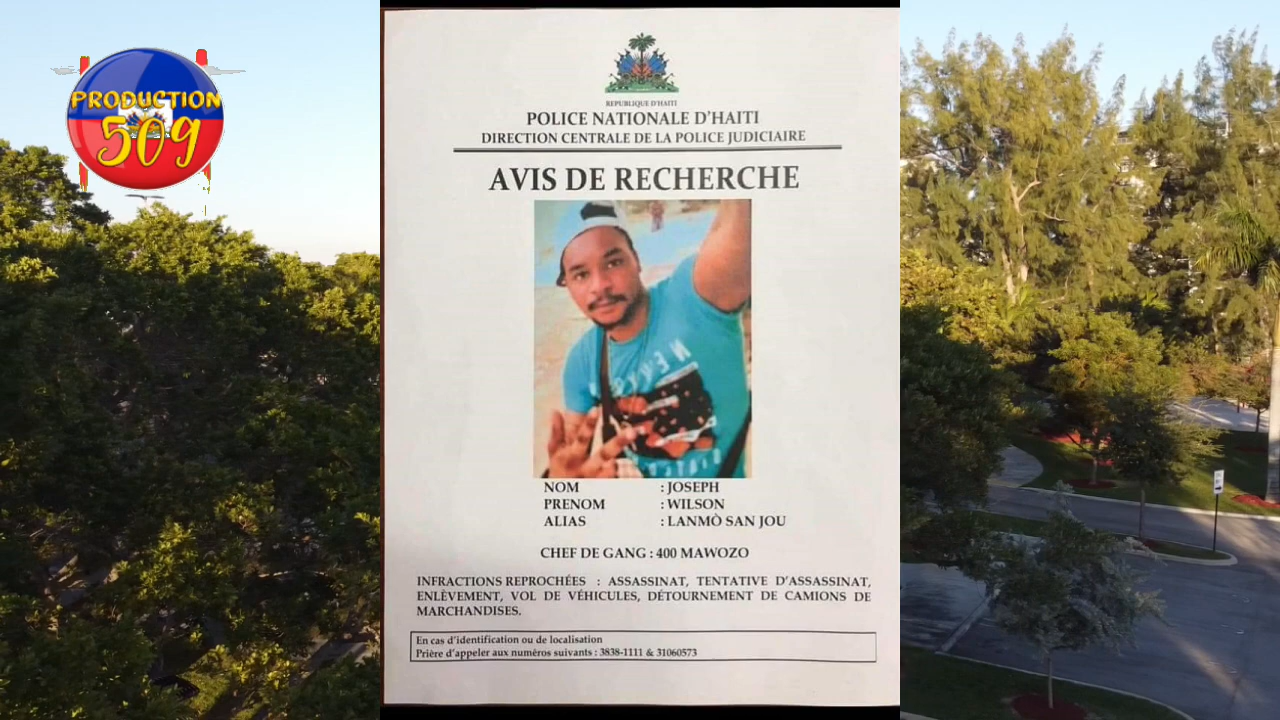 PRODUCTION
509
REPUBLIQUE D'HAITI
POLICE NATIONALE D'HAITI
DIRECTION CENTRALE DE LA POLICE JUDICIAIRE
AVIS DE RECHERCHE
NOM : JOSEPH
PRENOM : WILSON
ALIAS : LANMÒ SAN JOU
CHEF DE GANG : 400 MAWOZO
INFRACTIONS REPROCHÉES : ASSASSINAT, TENTATIVE D'ASSASSINAT,
ENLÈVEMENT, VOL DE VÉHICULES, DÉTOURNEMENT DE CAMIONS DE
MARCHANDISES.
En cas d'identification ou de localisation
Prière d'appeler aux numéros suivants : 3838-1111 & 31060573